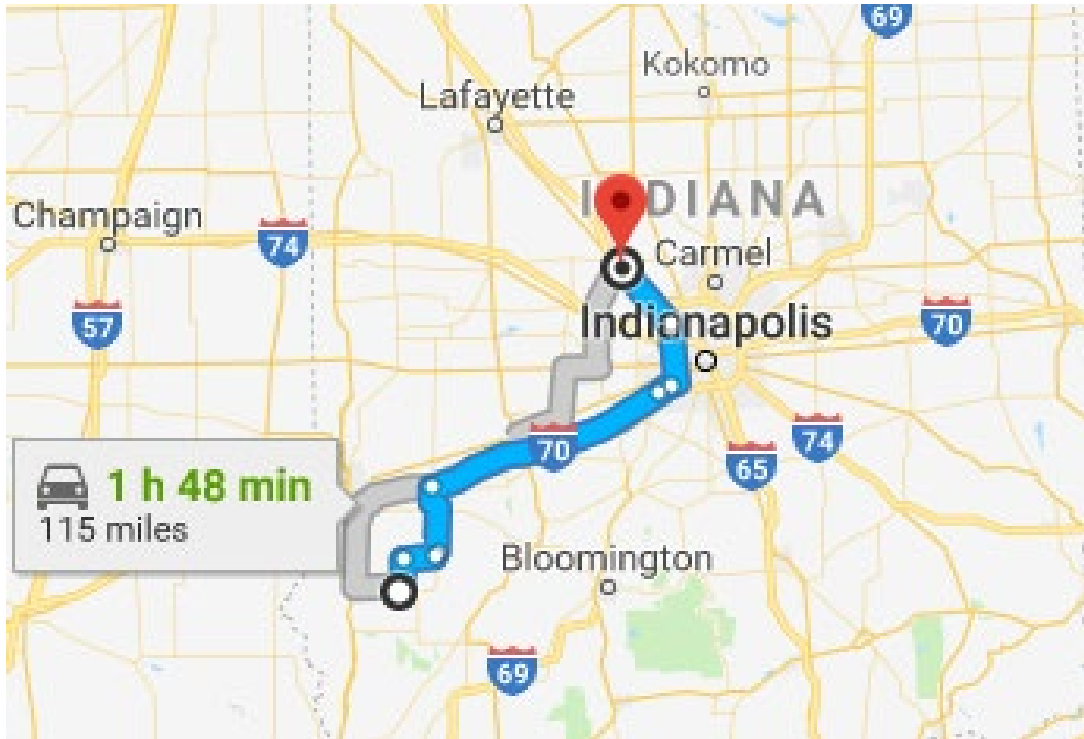 69
Kokomo
Lafayette
INDIANA
Champaign
74
Carmel
57
Indianapolis
70
70
74
65
1 h 48 min
115 miles
Bloomington
69